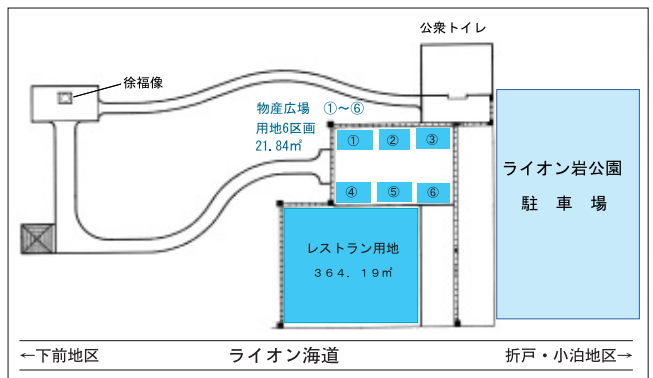 公衆トイレ
徐福像
物産広場　①～⑥
用地6区画
21.84㎡
① ② ③
④ ⑤ ⑥
ライオン岩公園
駐　車　場
レストラン用地
３６４．１９㎡
←下前地区　ライオン海道　折戸・小泊地区→